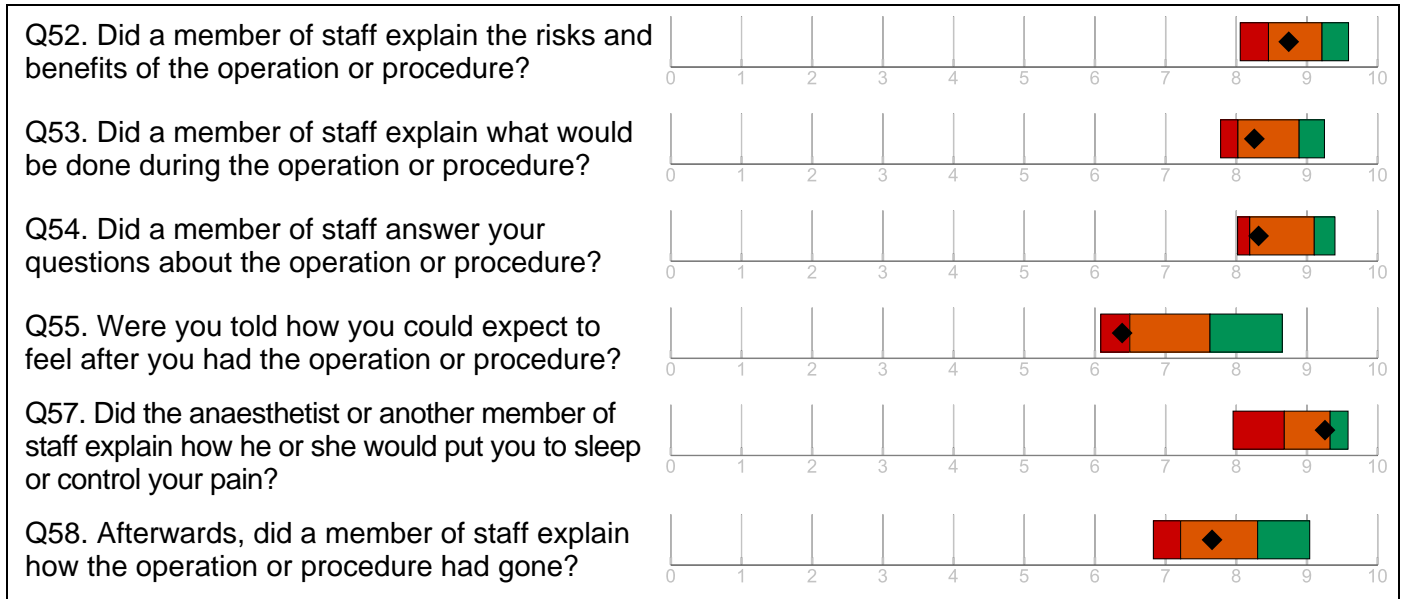 Q52. Did a member of staff explain the risks and
benefits of the operation or procedure?
0 1 2 3 4 5 6 7 8 9 10
Q53. Did a member of staff explain what would
be done during the operation or procedure?
0 1 2 3 4 5 6 7 8 9 10
Q54. Did a member of staff answer your
questions about the operation or procedure?
0 1 2 3 4 5 6 7 8 9 10
Q55. Were you told how you could expect to
feel after you had the operation or procedure?
0 1 2 3 4 5 6 7 8 9 10
Q57. Did the anaesthetist or another member of
staff explain how he or she would put you to sleep
or control your pain?
0 1 2 3 4 5 6 7 8 9 10
Q58. Afterwards, did a member of staff explain
how the operation or procedure had gone?
0 1 2 3 4 5 6 7 8 9 10